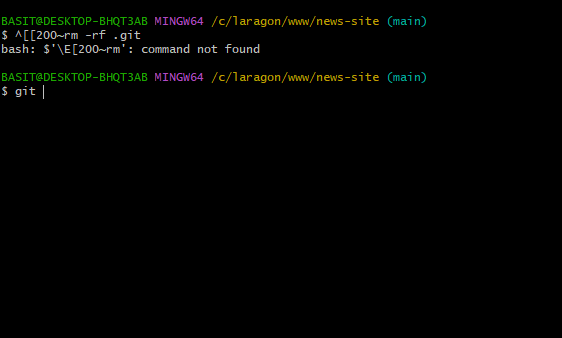 BASIT@DESKTOP-BHQT3AB MINGW64 /c/laragon/www/news-site (main)
$ ^[[200~rm -rf .git
bash: $'\E[200~rm': command not found
BASIT@DESKTOP-BHQT3AB MINGW64 /c/laragon/www/news-site (main)
$ git